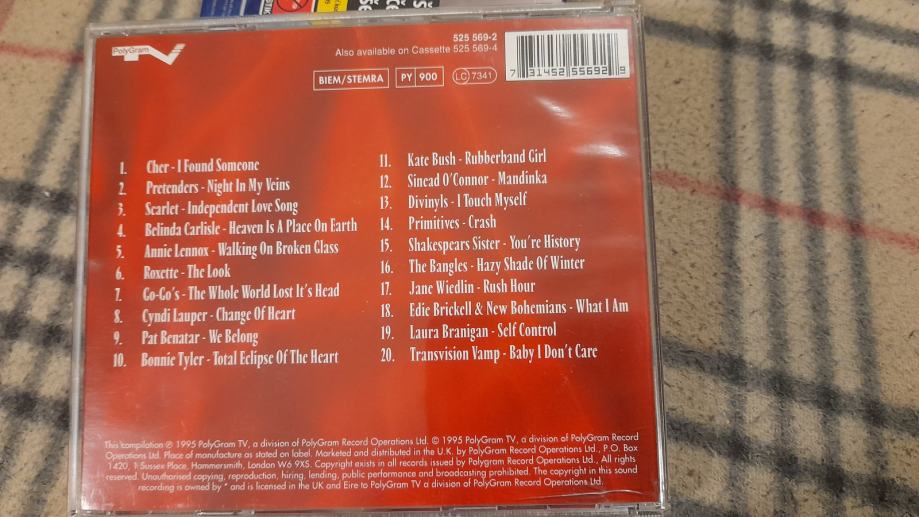 PolyGram TV
525 569-2
Also available on Cassette 525 569-4
7 31452 55692 9
BIEM/STEMRA PY 900 LC 7341
1. Cher - I Found Someone
2. Pretenders - Night In My Veins
3. Scarlet - Independent Love Song
4. Belinda Carlisle - Heaven Is A Place On Earth
5. Annie Lennox - Walking On Broken Glass
6. Roxette - The Look
7. Go-Go's - The Whole World Lost It's Head
8. Cyndi Lauper - Change Of Heart
9. Pat Benatar - We Belong
10. Bonnie Tyler - Total Eclipse Of The Heart
11. Kate Bush - Rubberband Girl
12. Sinead O'Connor - Mandinka
13. Divinyls - I Touch Myself
14. Primitives - Crash
15. Shakespears Sister - You're History
16. The Bangles - Hazy Shade Of Winter
17. Jane Wiedlin - Rush Hour
18. Edie Brickell & New Bohemians - What I Am
19. Laura Branigan - Self Control
20. Transvision Vamp - Baby I Don't Care
This compilation ℗ 1995 PolyGram TV, a division of PolyGram Record Operations Ltd. © 1995 PolyGram TV, a division of PolyGram Record
Operations Ltd. Place of manufacture as stated on label. Marketed and distributed in the U.K. by PolyGram Record Operations Ltd., P.O. Box
1420, 1 Sussex Place, Hammersmith, London W6 9XS. Copyright exists in all records issued by Polygram Record Operations Ltd., All rights
reserved. Unauthorised copying, reproduction, hiring, lending, public performance and broadcasting prohibited. The copyright in this sound
recording is owned by * and is licensed in the UK and Eire to PolyGram TV a division of PolyGram Record Operations Ltd.